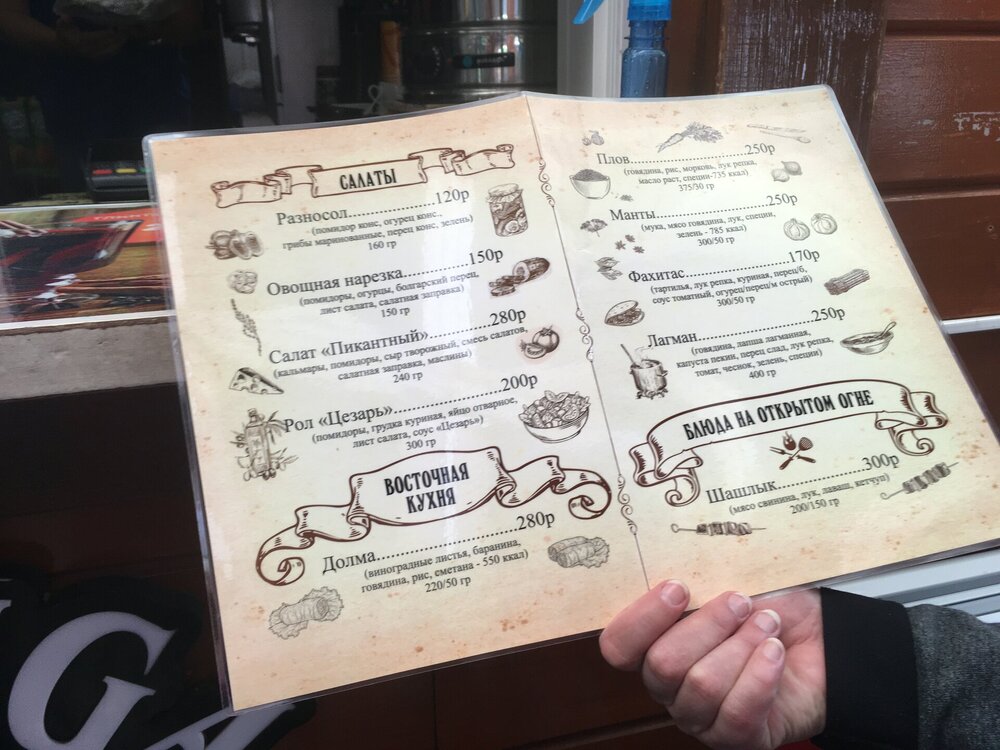 САЛАТЫ
Разносол..................120р
(помидор конс, огурец конс.,
грибы маринованные, перец конс, зелень)
160 гр
Овощная нарезка.............150р
(помидоры, огурцы, болгарский перец,
лист салата, салатная заправка)
150 гр
Салат «Пикантный»............280р
(кальмары, помидоры, сыр творожный, смесь салатов,
салатная заправка, маслины)
240 гр
Рол «Цезарь»......................200р
(помидоры, грудка куриная, яйцо отварное,
лист салата, соус «Цезарь»)
300 гр
ВОСТОЧНАЯ
КУХНЯ
Долма............................280р
(виноградные листья, баранина,
говядина, рис, сметана - 550 ккал)
220/50 гр
Плов.........................250р
(говядина, рис, морковь, лук репка,
масло раст, специи-735 ккал)
375/30 гр
Манты.........................250р
(мука, мясо говядина, лук, специи,
зелень - 785 ккал)
300/50 гр
Фахитас.......................170р
(тартилья, лук репка, куриная, перец/б,
соус томатный, огурец/перец/м острый)
300/50 гр
Лагман.........................250р
(говядина, лапша лагманная,
капуста пекин, перец слад, лук репка,
томат, чеснок, зелень, специи)
400 гр
БЛЮДА НА ОТКРЫТОМ ОГНЕ
Шашлык...................300р
(мясо свинина, лук, лаваш, кетчуп)
200/150 гр